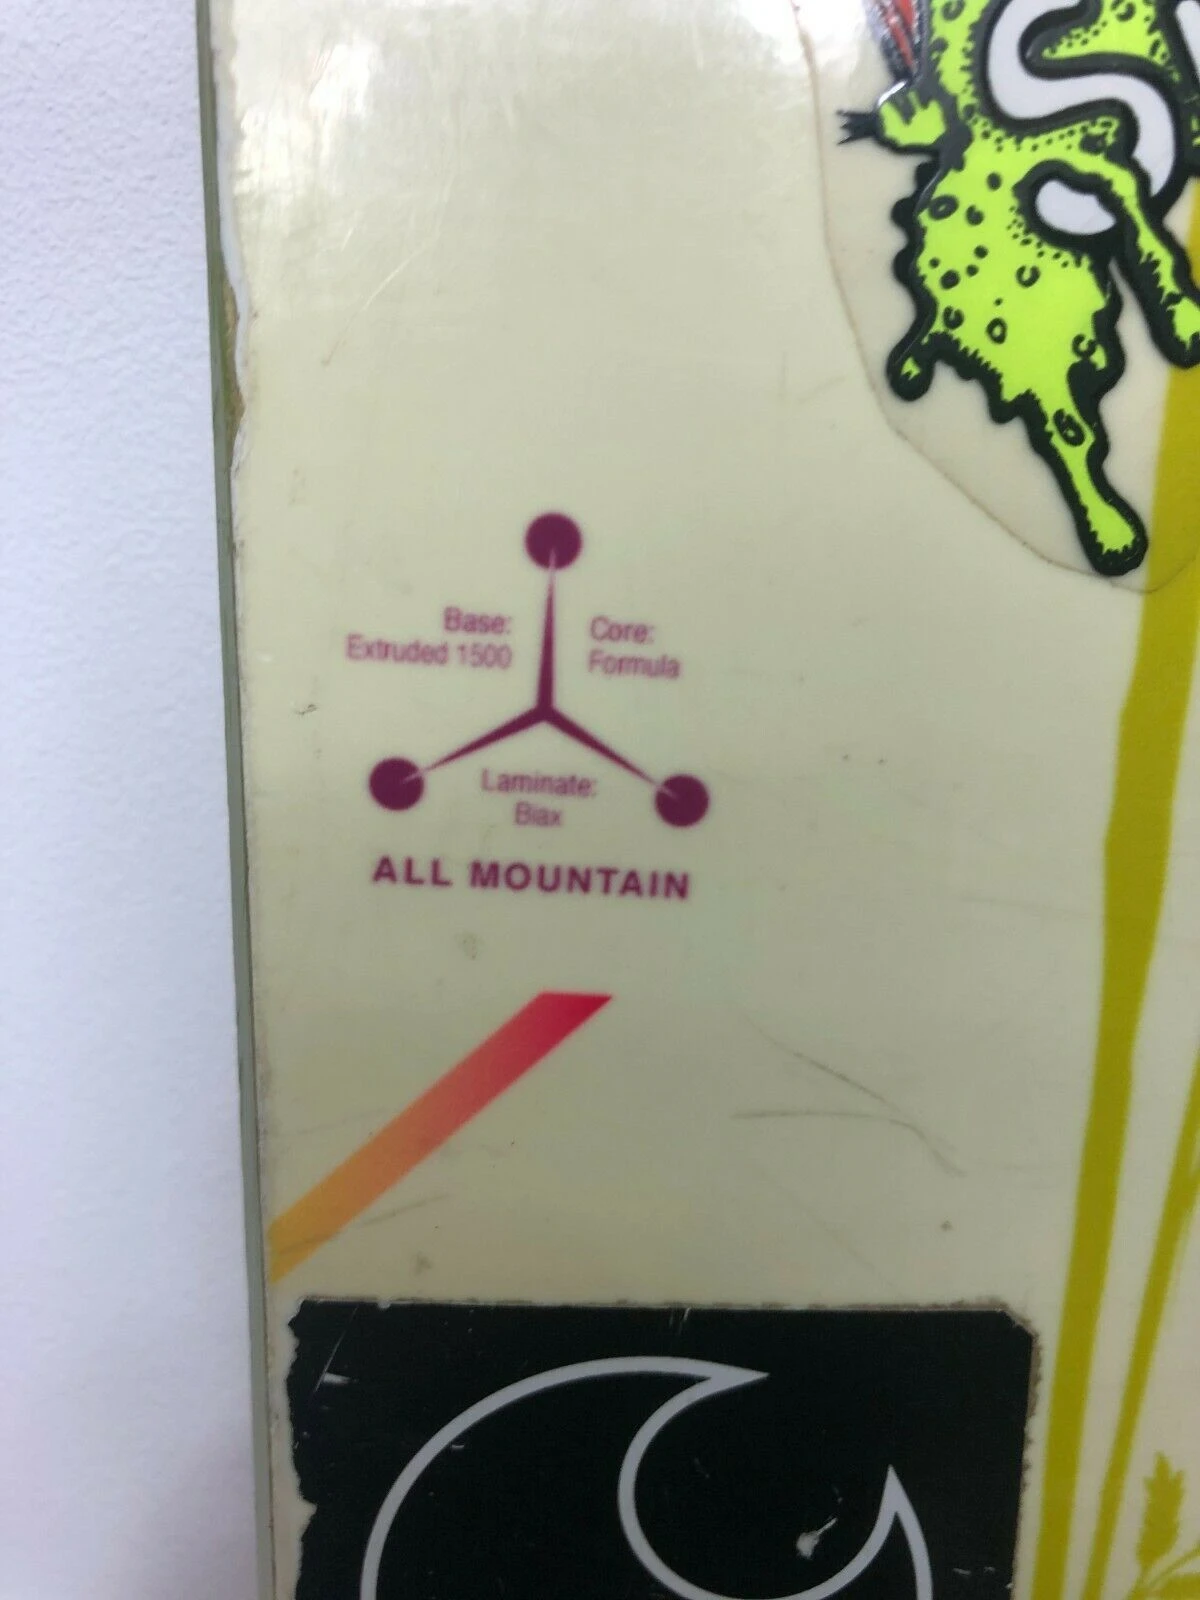 Base:
Extruded 1500
Core:
Formula
Laminate:
Biax
ALL MOUNTAIN